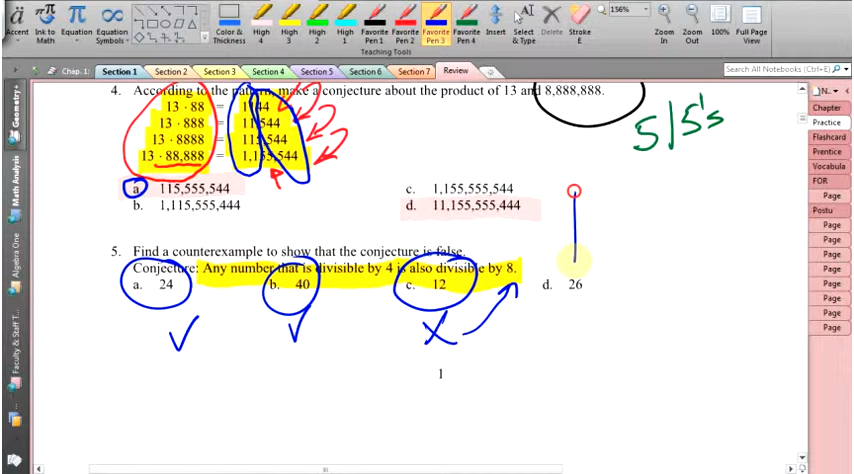 156%
Accent
Ink to Math
Equation
Equation Symbols
Color & Thickness
High 4
High 3
High 2
High 1
Favorite Pen 1
Favorite Pen 2
Favorite Pen 3
Favorite Pen 4
Insert
Select & Type
Delete
Stroke E
Zoom In
Zoom Out
100%
Full Page View
Teaching Tools
Chap. 1:
Section 1
Section 2
Section 3
Section 4
Section 5
Section 6
Section 7
Review
Search All Notebooks (Ctrl+E)
Geometry+
Math Analysis
Algebra One
Faculty & Staff T
4. According to the pattern, make a conjecture about the product of 13 and 8,888,888.
13 · 88 = 1144
13 · 888 = 11,544
13 · 8888 = 115,544
13 · 88,888 = 1,155,544
5 | 5's
a. 115,555,544
c. 1,155,555,544
b. 1,115,555,444
d. 11,155,555,444
5. Find a counterexample to show that the conjecture is false.
Conjecture: Any number that is divisible by 4 is also divisible by 8.
a. 24 b. 40 c. 12 d. 26
1
N..
Chapter
Practice
Flashcard
Prentice
Vocabula
FOR
Page
Postu
Page
Page
Page
Page
Page
Page
Page